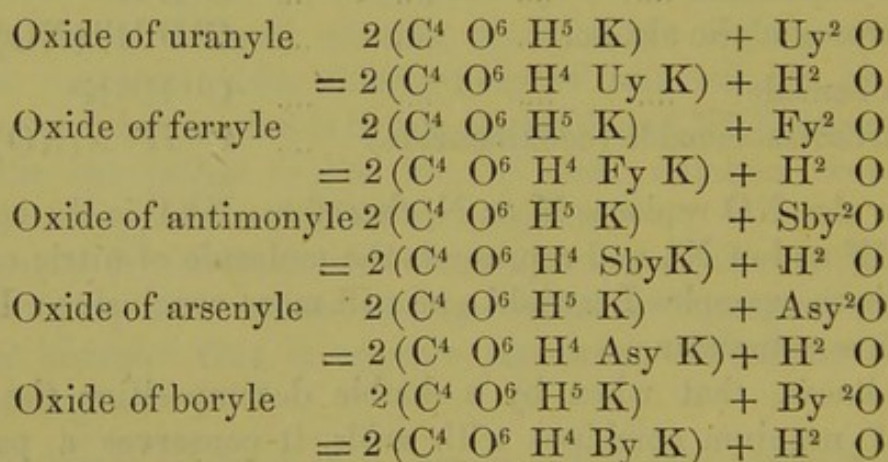 Oxide of uranyle 2 (C⁴ O⁶ H⁵ K) + Uy² O
= 2 (C⁴ O⁶ H⁴ Uy K) + H² O
Oxide of ferryle 2 (C⁴ O⁶ H⁵ K) + Fy² O
= 2 (C⁴ O⁶ H⁴ Fy K) + H² O
Oxide of antimonyle 2 (C⁴ O⁶ H⁵ K) + Sby² O
= 2 (C⁴ O⁶ H⁴ SbyK) + H² O
Oxide of arsenyle 2 (C⁴ O⁶ H⁵ K) + Asy² O
= 2 (C⁴ O⁶ H⁴ Asy K) + H² O
Oxide of boryle 2 (C⁴ O⁶ H⁵ K) + By ² O
= 2 (C⁴ O⁶ H⁴ By K) + H² O